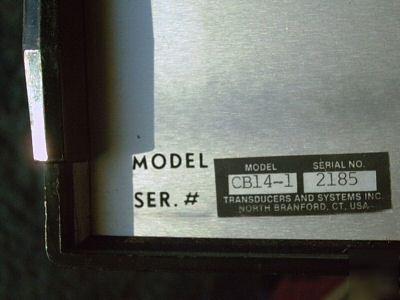 MODEL
SER. #
MODEL SERIAL NO.
CB14-1 2185
TRANSDUCERS AND SYSTEMS INC.
NORTH BRANFORD, CT, USA